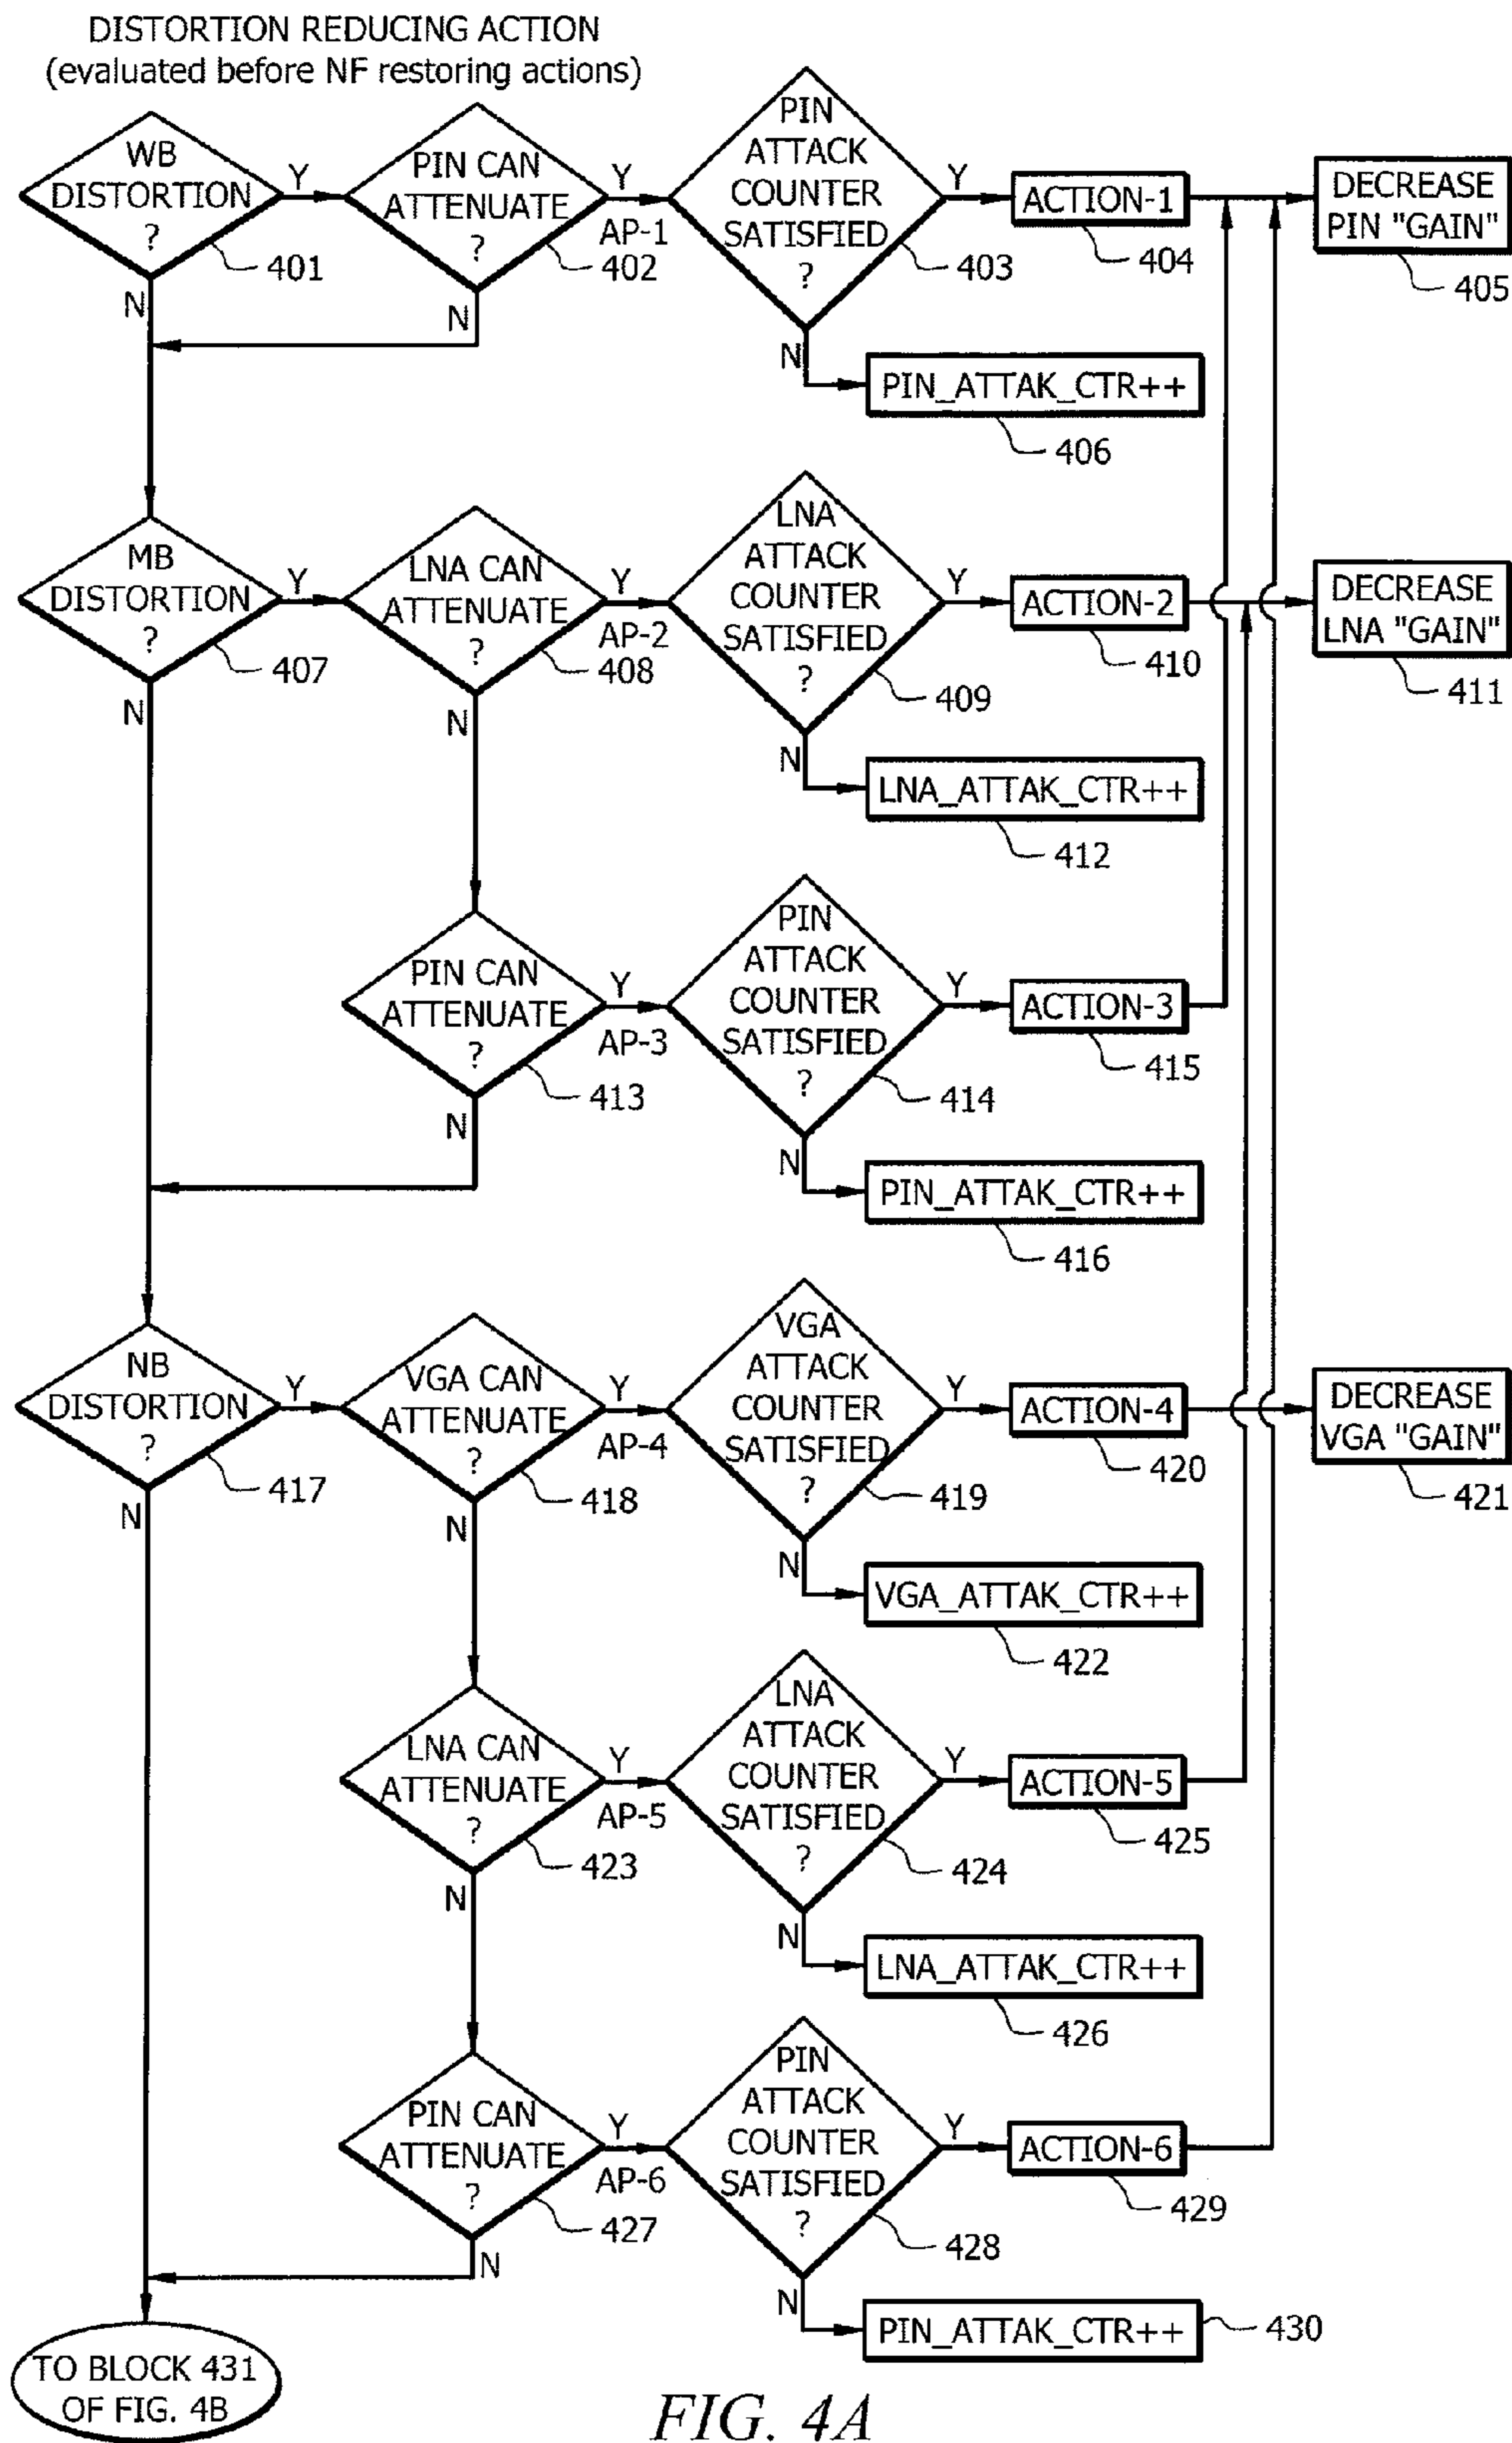 DISTORTION REDUCING ACTION
(evaluated before NF restoring actions)
WB
DISTORTION
?
401
Y
N
PIN CAN
ATTENUATE
?
402
Y
AP-1
N
PIN
ATTACK
COUNTER
SATISFIED
?
403
Y
N
ACTION-1
404
DECREASE
PIN "GAIN"
405
PIN_ATTAK_CTR++
406
MB
DISTORTION
?
407
Y
N
LNA CAN
ATTENUATE
?
408
Y
AP-2
N
LNA
ATTACK
COUNTER
SATISFIED
?
409
Y
N
ACTION-2
410
DECREASE
LNA "GAIN"
411
LNA_ATTAK_CTR++
412
PIN CAN
ATTENUATE
?
413
Y
AP-3
N
PIN
ATTACK
COUNTER
SATISFIED
?
414
Y
N
ACTION-3
415
PIN_ATTAK_CTR++
416
NB
DISTORTION
?
417
Y
N
VGA CAN
ATTENUATE
?
418
Y
AP-4
N
VGA
ATTACK
COUNTER
SATISFIED
?
419
Y
N
ACTION-4
420
DECREASE
VGA "GAIN"
421
VGA_ATTAK_CTR++
422
LNA CAN
ATTENUATE
?
423
Y
AP-5
N
LNA
ATTACK
COUNTER
SATISFIED
?
424
Y
N
ACTION-5
425
LNA_ATTAK_CTR++
426
PIN CAN
ATTENUATE
?
427
Y
AP-6
N
PIN
ATTACK
COUNTER
SATISFIED
?
428
Y
N
ACTION-6
429
PIN_ATTAK_CTR++
430
TO BLOCK 431
OF FIG. 4B
FIG. 4A